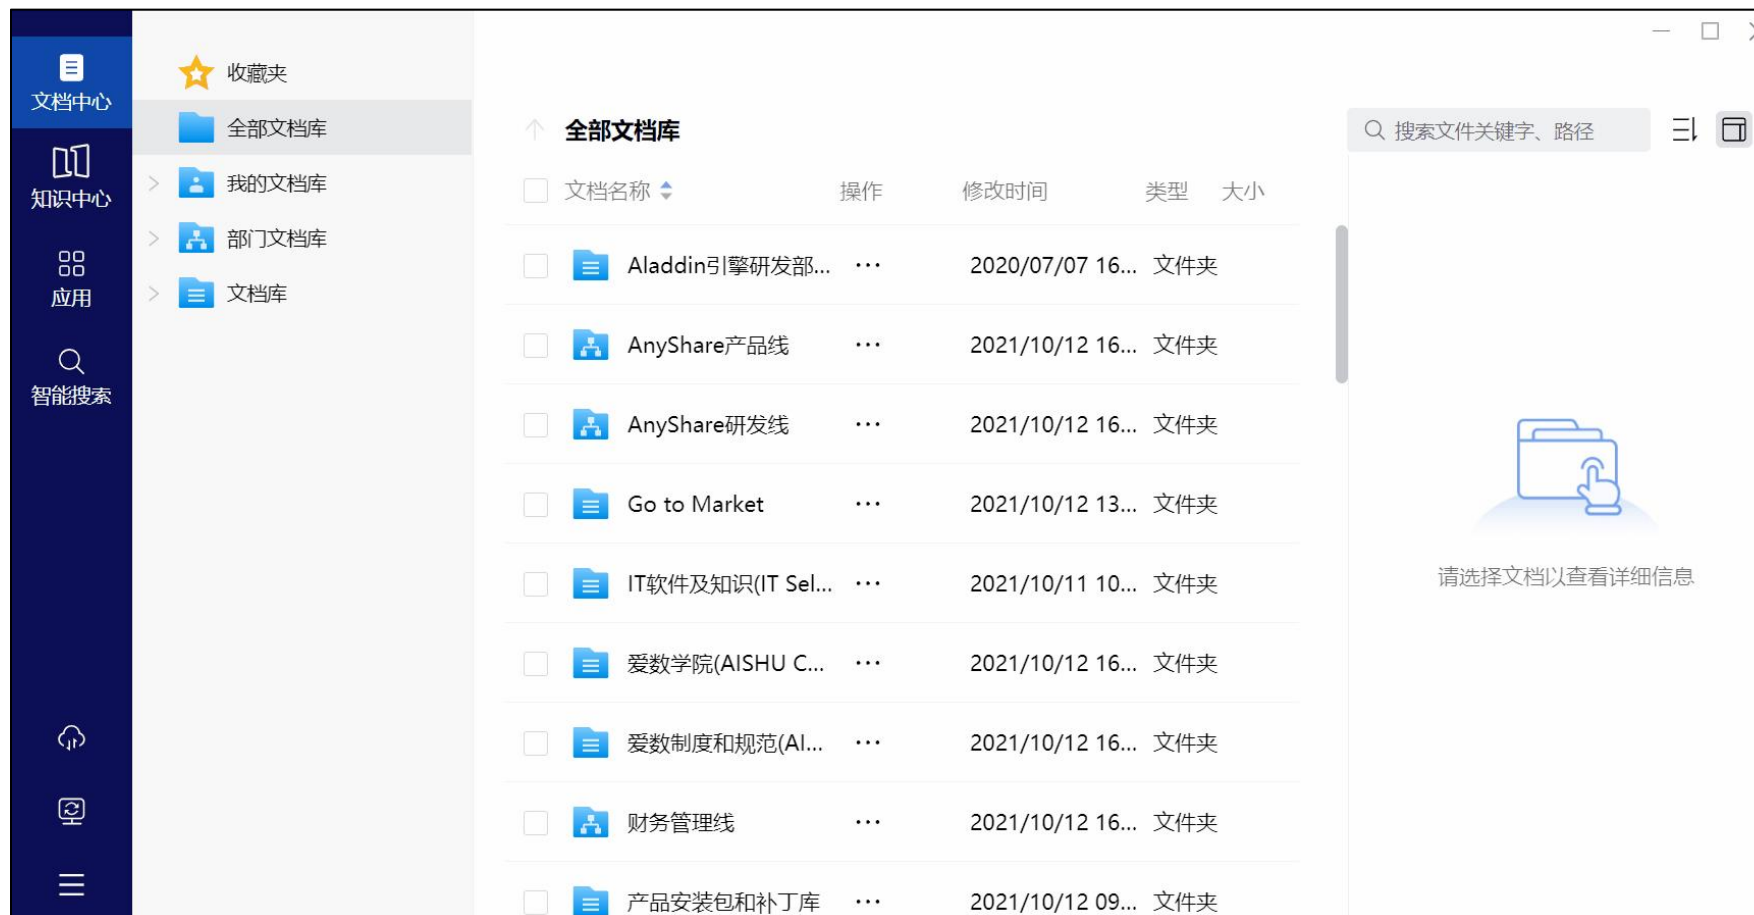 文档中心
知识中心
应用
智能搜索
收藏夹
全部文档库
我的文档库
部门文档库
文档库
全部文档库
搜索文件关键字、路径
文档名称 操作 修改时间 类型 大小
Aladdin引擎研发部... ··· 2020/07/07 16... 文件夹
AnyShare产品线 ··· 2021/10/12 16... 文件夹
AnyShare研发线 ··· 2021/10/12 16... 文件夹
Go to Market ··· 2021/10/12 13... 文件夹
IT软件及知识(IT Sel... ··· 2021/10/11 10... 文件夹
爱数学院(AISHU C... ··· 2021/10/12 16... 文件夹
爱数制度和规范(AI... ··· 2021/10/12 16... 文件夹
财务管理线 ··· 2021/10/12 16... 文件夹
产品安装包和补丁库 ··· 2021/10/12 09... 文件夹
请选择文档以查看详细信息